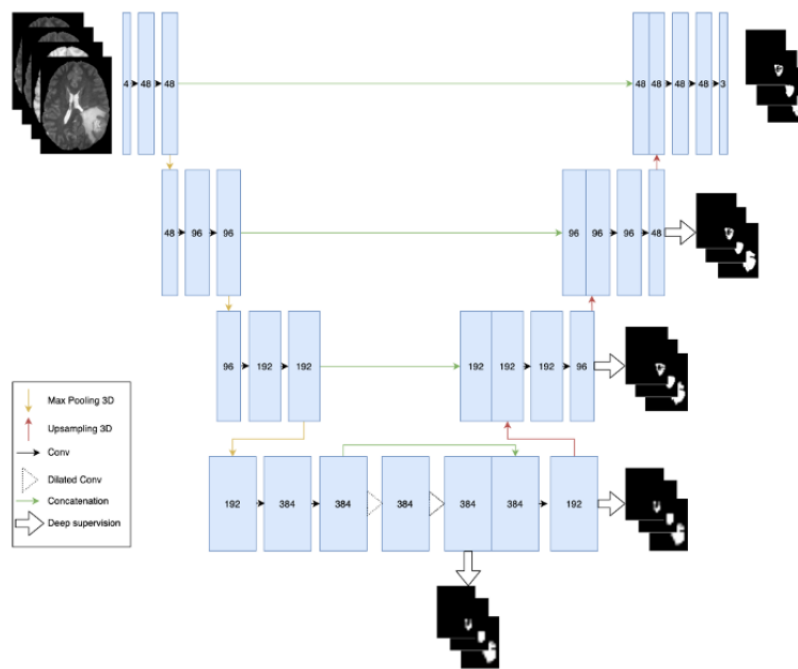 4 48 48
48 48 48 48 3
48 96 96
96 96 96 48
96 192 192
192 192 192 96
192 384 384 384 384 384 192
Max Pooling 3D
Upsampling 3D
Conv
Dilated Conv
Concatenation
Deep supervision